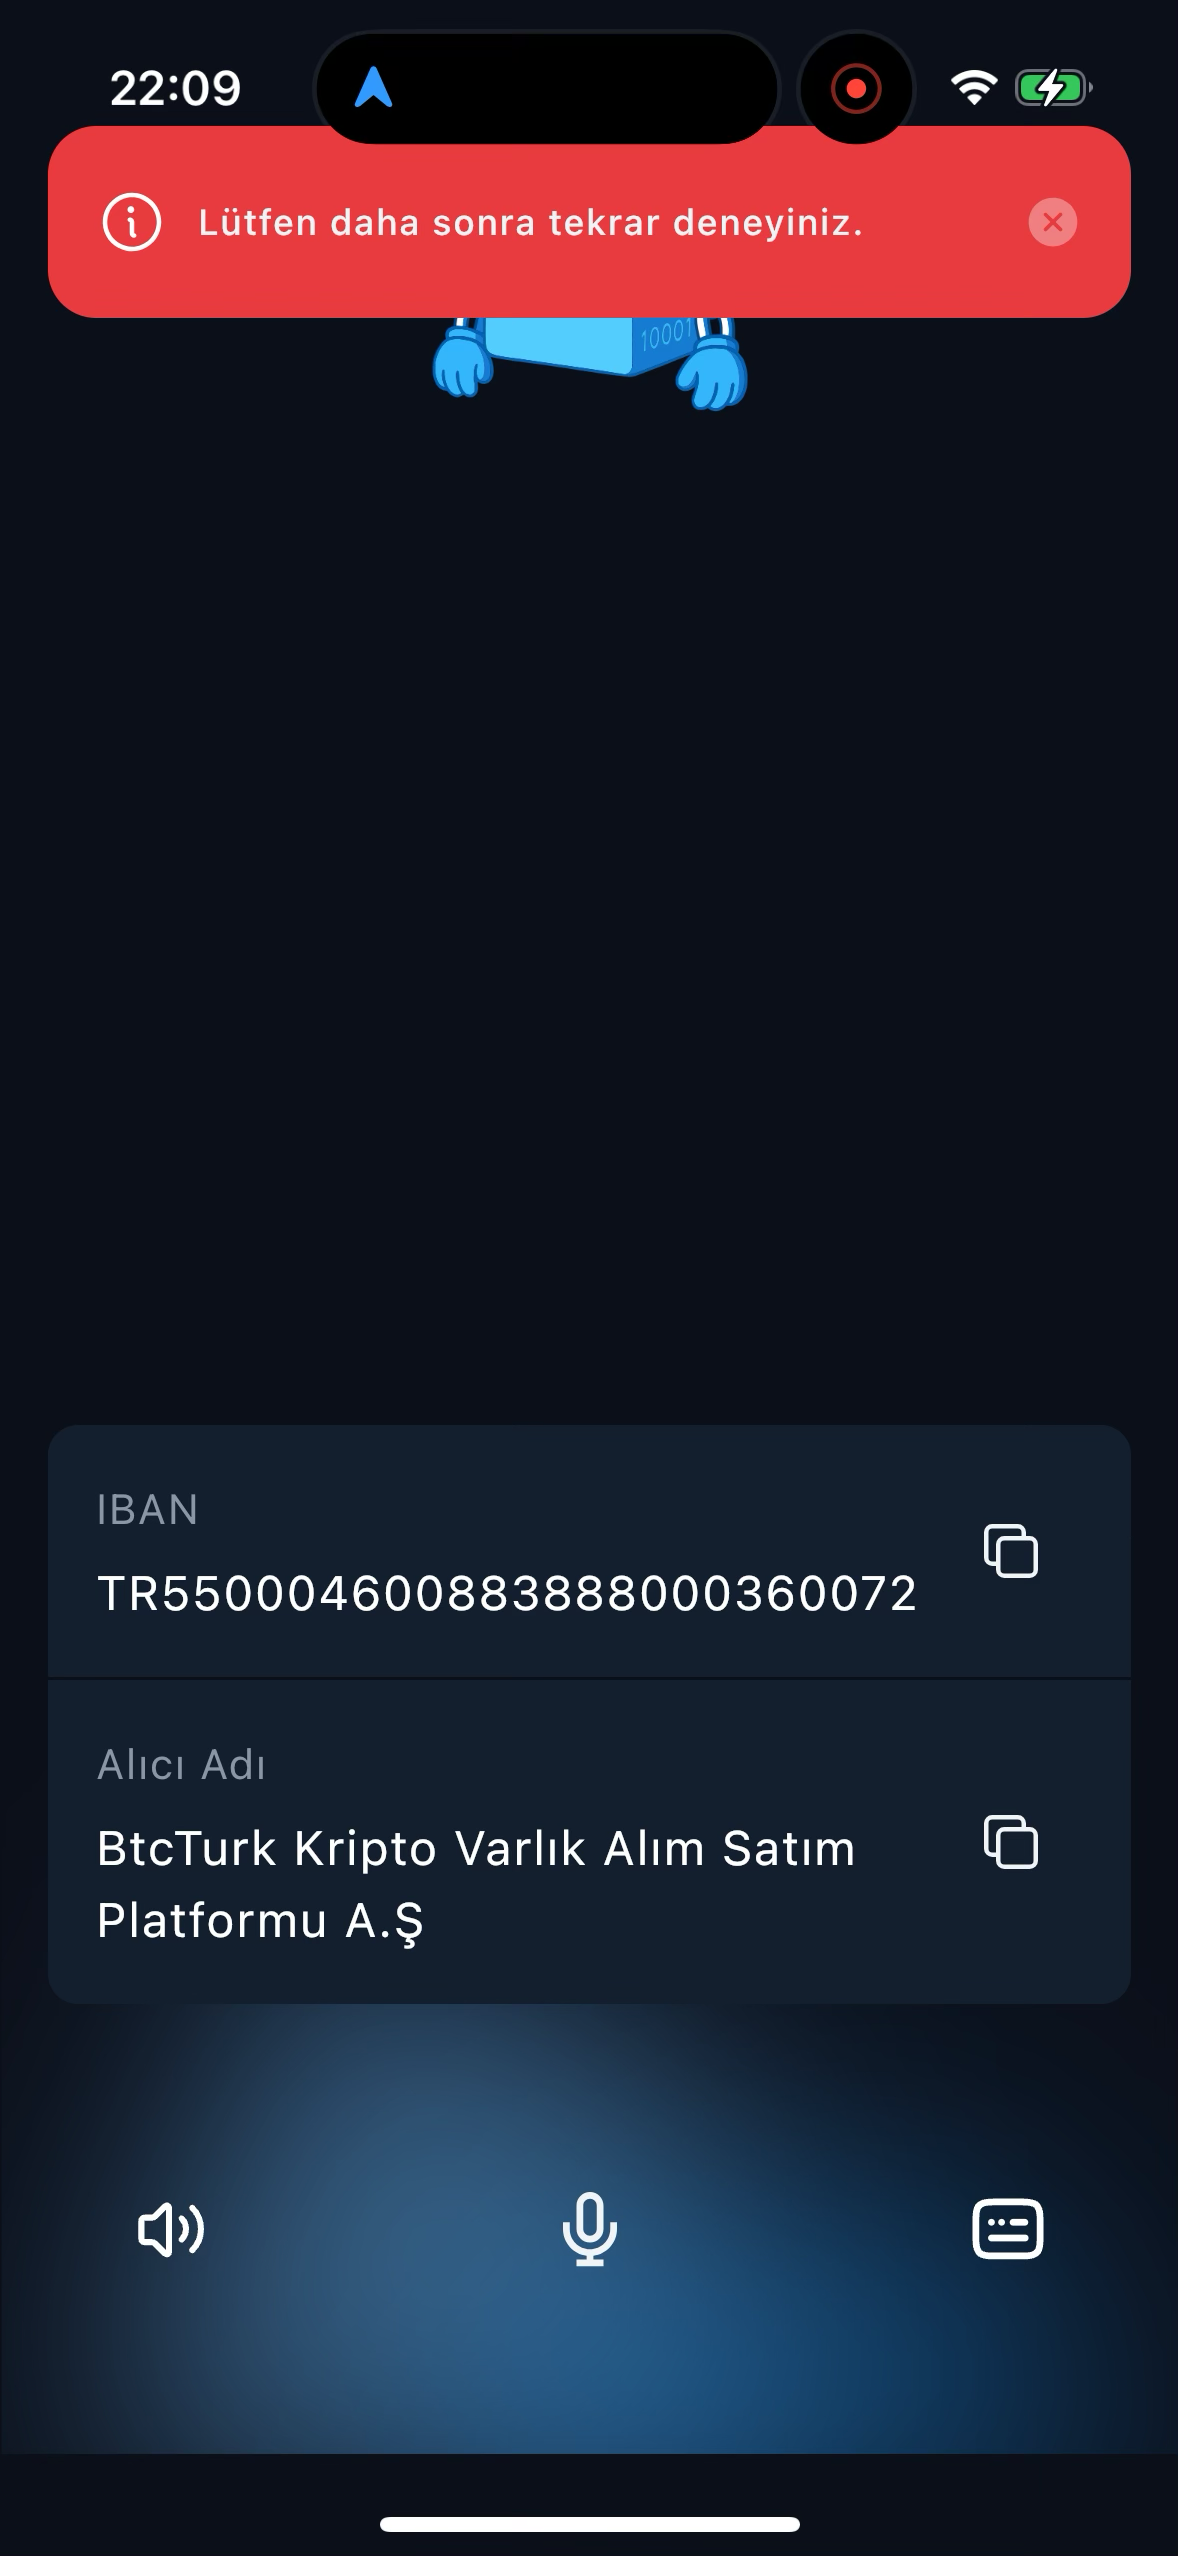 22:09
Lütfen daha sonra tekrar deneyiniz.
10001
IBAN
TR550004600883888000360072
Alıcı Adı
BtcTurk Kripto Varlık Alım Satım
Platformu A.Ş